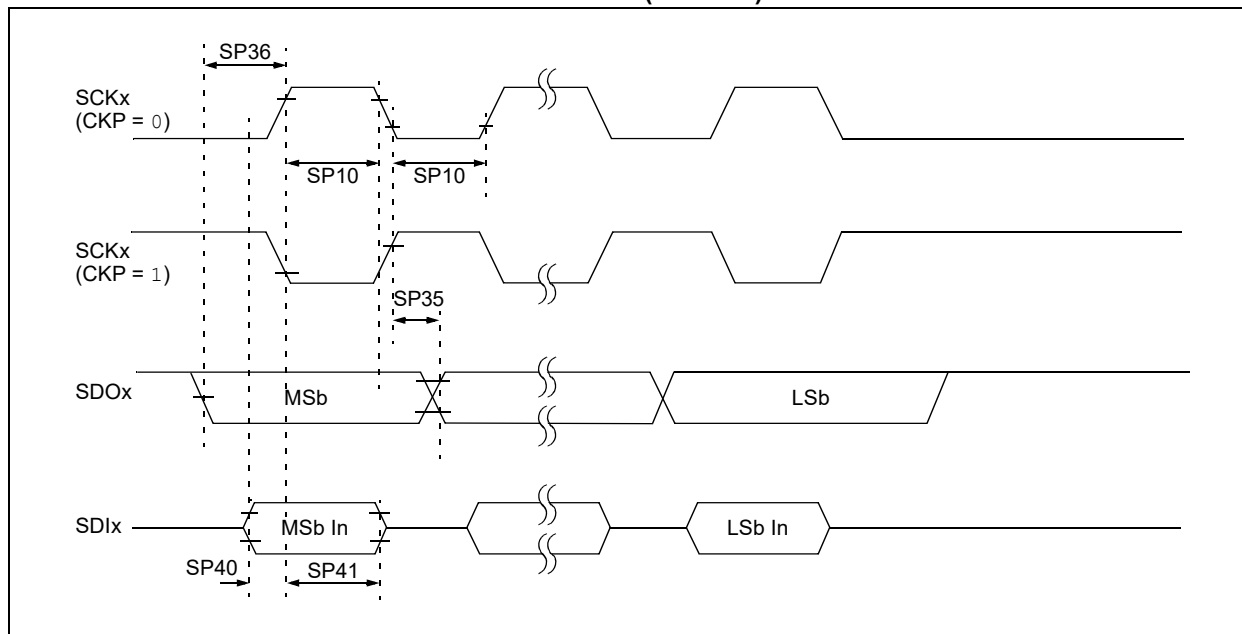 SP36
SCKx
(CKP = 0)
SP10
SP10
SCKx
(CKP = 1)
SP35
SDOx
MSb
LSb
SDIx
MSb In
LSb In
SP40
SP41